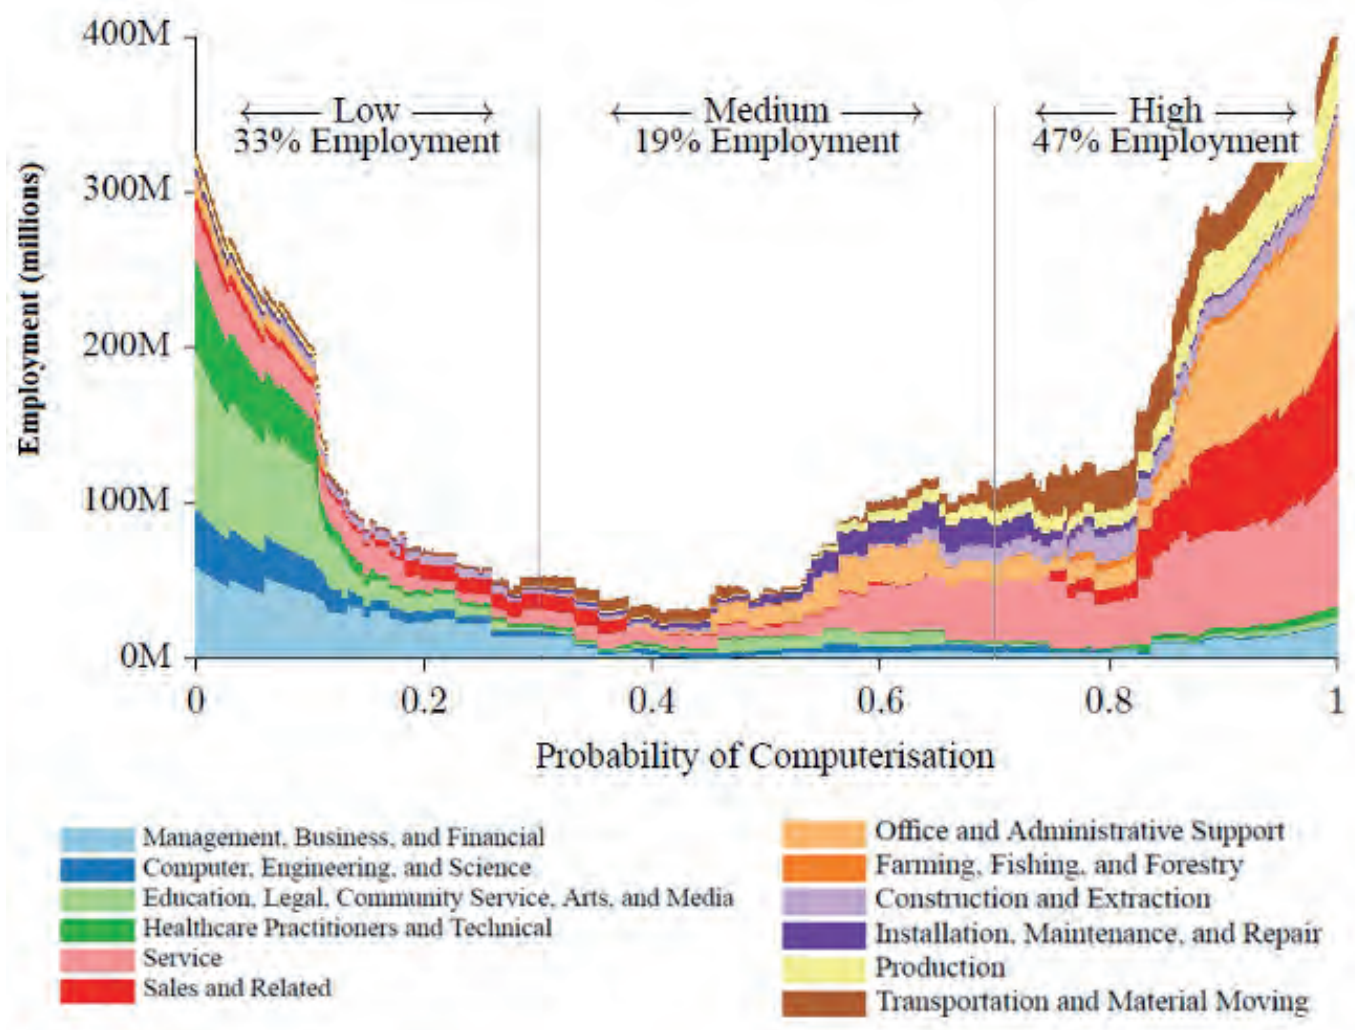 400M
300M
200M
100M
0M
Employment (millions)
Low
33% Employment
Medium
19% Employment
High
47% Employment
0
0.2
0.4
0.6
0.8
1
Probability of Computerisation
Management, Business, and Financial
Computer, Engineering, and Science
Education, Legal, Community Service, Arts, and Media
Healthcare Practitioners and Technical
Service
Sales and Related
Office and Administrative Support
Farming, Fishing, and Forestry
Construction and Extraction
Installation, Maintenance, and Repair
Production
Transportation and Material Moving